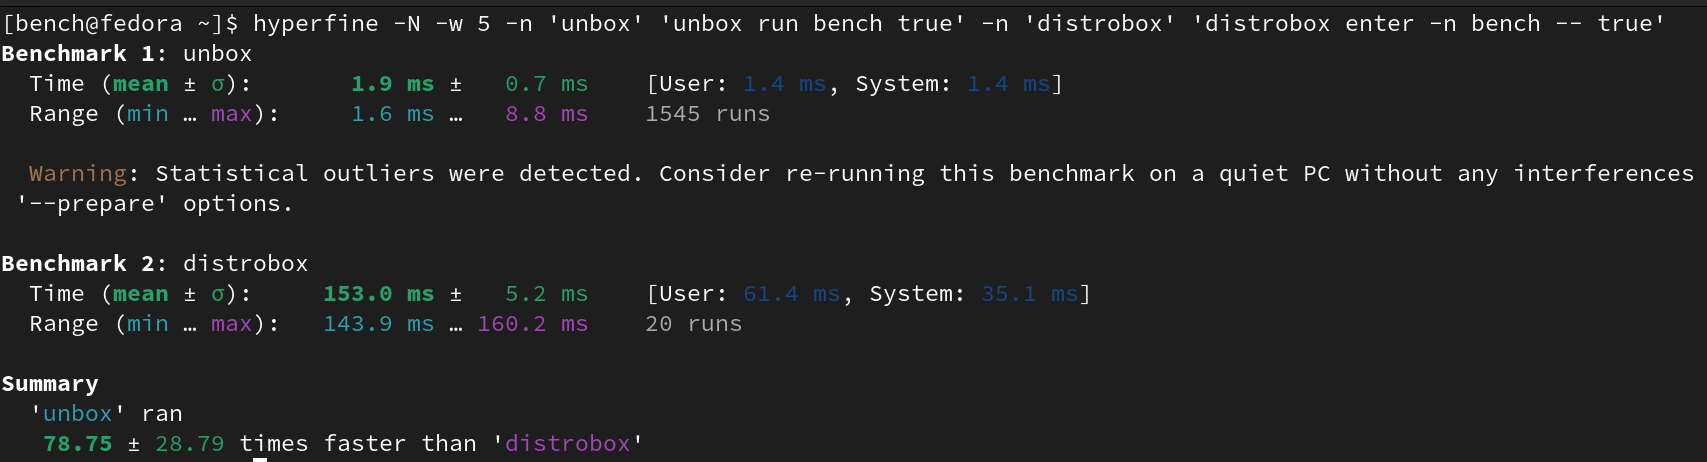 [bench@fedora ~]$ hyperfine -N -w 5 -n 'unbox' 'unbox run bench true' -n 'distrobox' 'distrobox enter -n bench -- true'
Benchmark 1: unbox
  Time (mean ± σ):       1.9 ms ±   0.7 ms    [User: 1.4 ms, System: 1.4 ms]
  Range (min … max):     1.6 ms …   8.8 ms    1545 runs

  Warning: Statistical outliers were detected. Consider re-running this benchmark on a quiet PC without any interferences
 '--prepare' options.

Benchmark 2: distrobox
  Time (mean ± σ):     153.0 ms ±   5.2 ms    [User: 61.4 ms, System: 35.1 ms]
  Range (min … max):   143.9 ms … 160.2 ms    20 runs

Summary
  'unbox' ran
   78.75 ± 28.79 times faster than 'distrobox'